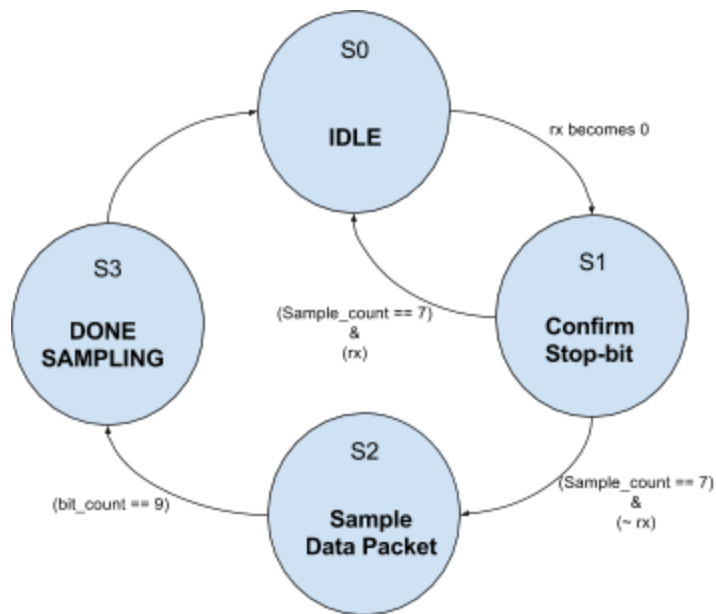 S0
IDLE
rx becomes 0
S1
Confirm
Stop-bit
(Sample_count == 7)
&
(rx)
S3
DONE
SAMPLING
S2
Sample
Data Packet
(Sample_count == 7)
&
(~ rx)
(bit_count == 9)